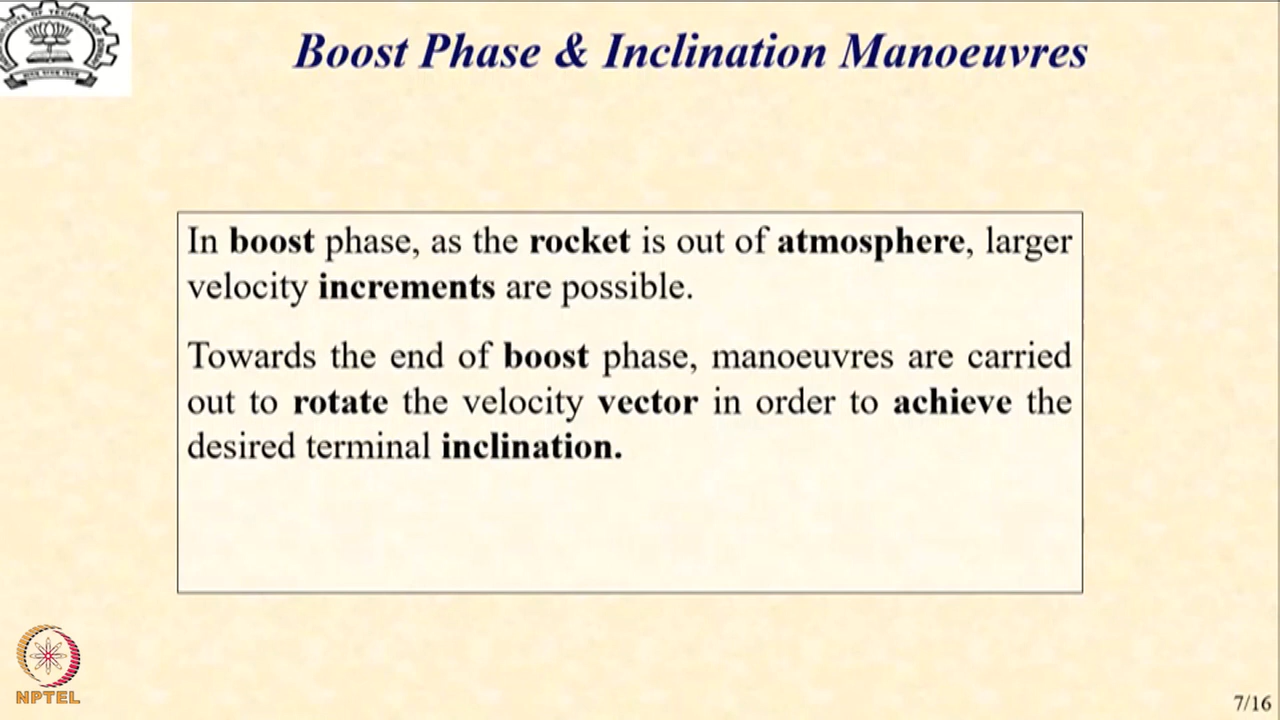 Boost Phase & Inclination Manoeuvres
In boost phase, as the rocket is out of atmosphere, larger
velocity increments are possible.
Towards the end of boost phase, manoeuvres are carried
out to rotate the velocity vector in order to achieve the
desired terminal inclination.
NPTEL
7/16